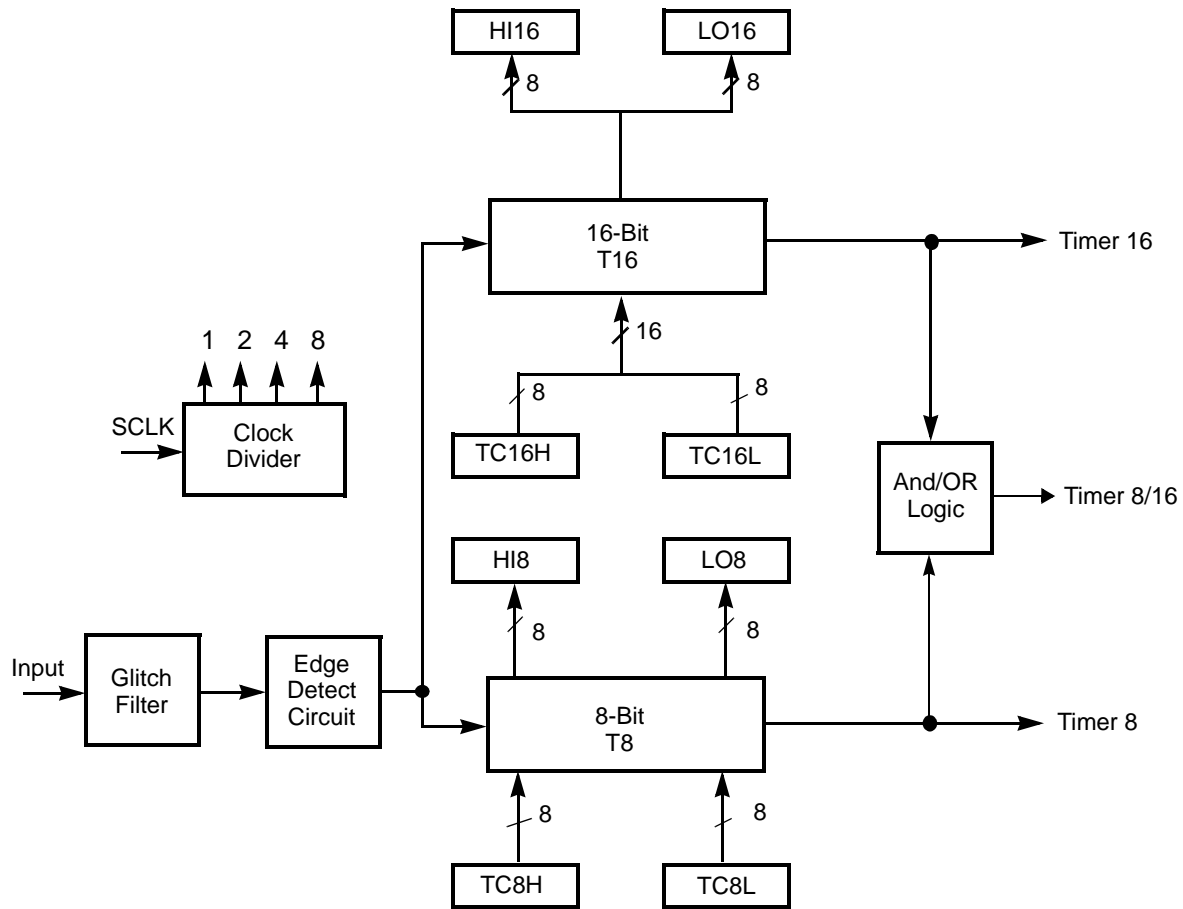 HI16
LO16
8
8
16-Bit
T16
Timer 16
16
1 2 4 8
8
8
SCLK
Clock
Divider
TC16H
TC16L
And/OR
Logic
Timer 8/16
HI8
LO8
8
8
Input
Glitch
Filter
Edge
Detect
Circuit
8-Bit
T8
Timer 8
8
8
TC8H
TC8L